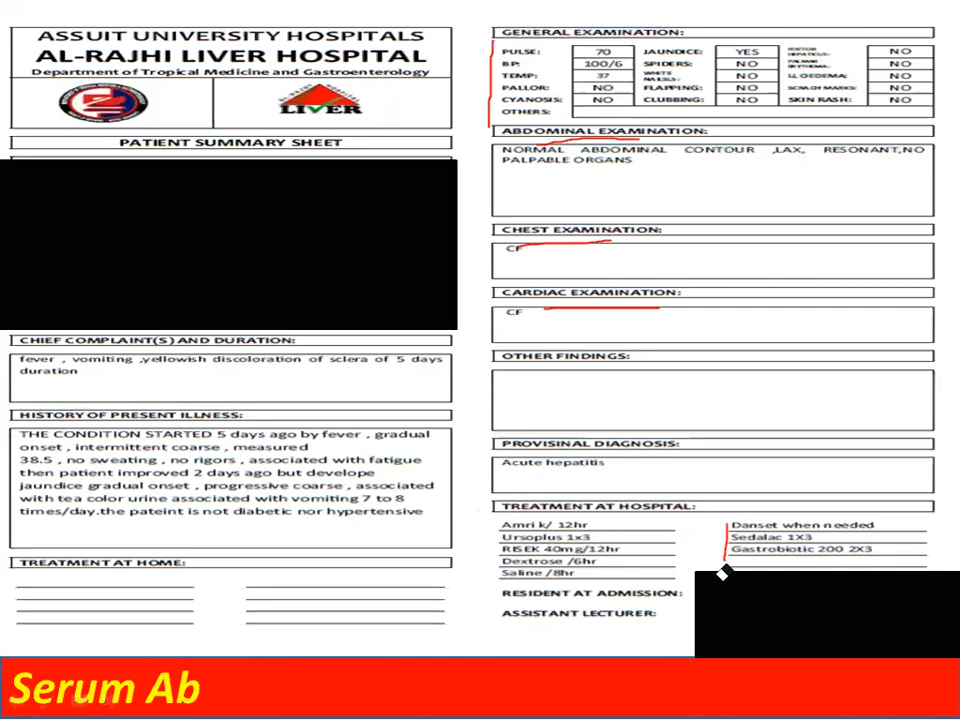 ASSUIT UNIVERSITY HOSPITALS
AL-RAJHI LIVER HOSPITAL
Department of Tropical Medicine and Gastroenterology
LIVER
PATIENT SUMMARY SHEET
CHIEF COMPLAINT(S) AND DURATION:
fever , vomiting ,yellowish discoloration of sclera of 5 days
duration
HISTORY OF PRESENT ILLNESS:
THE CONDITION STARTED 5 days ago by fever , gradual
onset , intermittent coarse , measured
38.5 , no sweating , no rigors , associated with fatigue
then patient improved 2 days ago but develope
jaundice gradual onset , progressive coarse , associated
with tea color urine associated with vomiting 7 to 8
times/day.the pateint is not diabetic nor hypertensive
TREATMENT AT HOME:
GENERAL EXAMINATION:
PULSE: 70 JAUNDICE: YES NO
BP: 100/6 SPIDERS: NO NO
TEMP: 37 WHITE NAILS: NO LL OEDEMA: NO
PALLOR: NO FLAPPING: NO SCRACH MARKS: NO
CYANOSIS: NO CLUBBING: NO SKIN RASH: NO
OTHERS:
ABDOMINAL EXAMINATION:
NORMAL ABDOMINAL CONTOUR ,LAX, RESONANT,NO
PALPABLE ORGANS
CHEST EXAMINATION:
CF
CARDIAC EXAMINATION:
CF
OTHER FINDINGS:
PROVISINAL DIAGNOSIS:
Acute hepatitis
TREATMENT AT HOSPITAL:
Amri k/ 12hr Danset when needed
Ursoplus 1x3 Sedalac 1X3
RISEK 40mg/12hr Gastrobiotic 200 2X3
Dextrose /6hr
Saline /8hr
RESIDENT AT ADMISSION:
ASSISTANT LECTURER:
Serum Ab